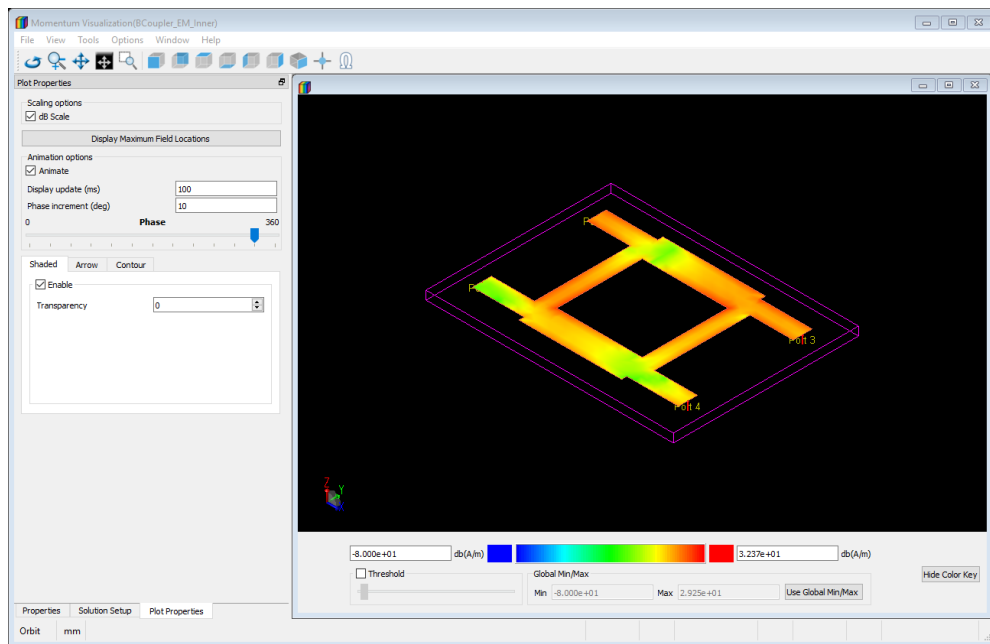 Momentum Visualization(BCoupler_EM_Inner)
File View Tools Options Window Help
Plot Properties
Scaling options
dB Scale
Display Maximum Field Locations
Animation options
Animate
Display update (ms) 100
Phase increment (deg) 10
0 Phase 360
Shaded Arrow Contour
Enable
Transparency 0
Port 3
Port 4
Z
Y
X
-8.000e+01 db(A/m) 3.237e+01 db(A/m)
Threshold
Global Min/Max
Min -8.000e+01 Max 2.925e+01 Use Global Min/Max
Hide Color Key
Properties Solution Setup Plot Properties
Orbit mm